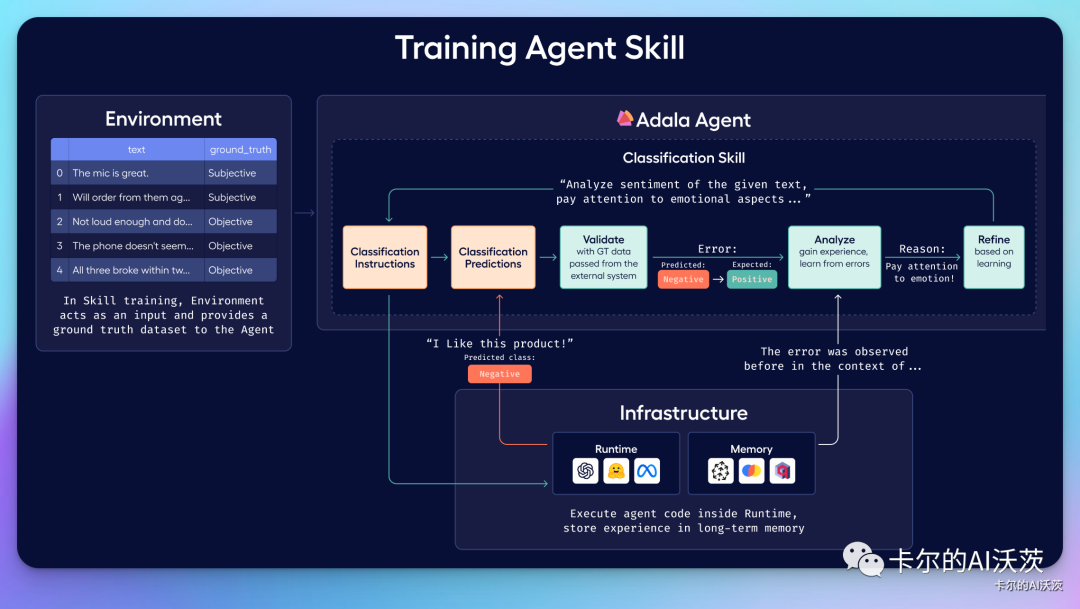 Training Agent Skill
Environment
text ground_truth
0 The mic is great. Subjective
1 Will order from them ag... Subjective
2 Not loud enough and do... Objective
3 The phone doesn't seem... Objective
4 All three broke within tw... Objective
In Skill training, Environment
acts as an input and provides a
ground truth dataset to the Agent
Adala Agent
Classification Skill
“Analyze sentiment of the given text,
pay attention to emotional aspects...”
Classification
Instructions
Classification
Predictions
Validate
with GT data
passed from the
external system
Error:
Predicted: Expected:
Negative Positive
Analyze
gain experience,
learn from errors
Reason:
Pay attention
to emotion!
Refine
based on
learning
“I Like this product!”
Predicted class:
Negative
The error was observed
before in the context of...
Infrastructure
Runtime
Memory
Execute agent code inside Runtime,
store experience in long-term memory
卡尔的AI沃茨
卡尔的AI沃茨